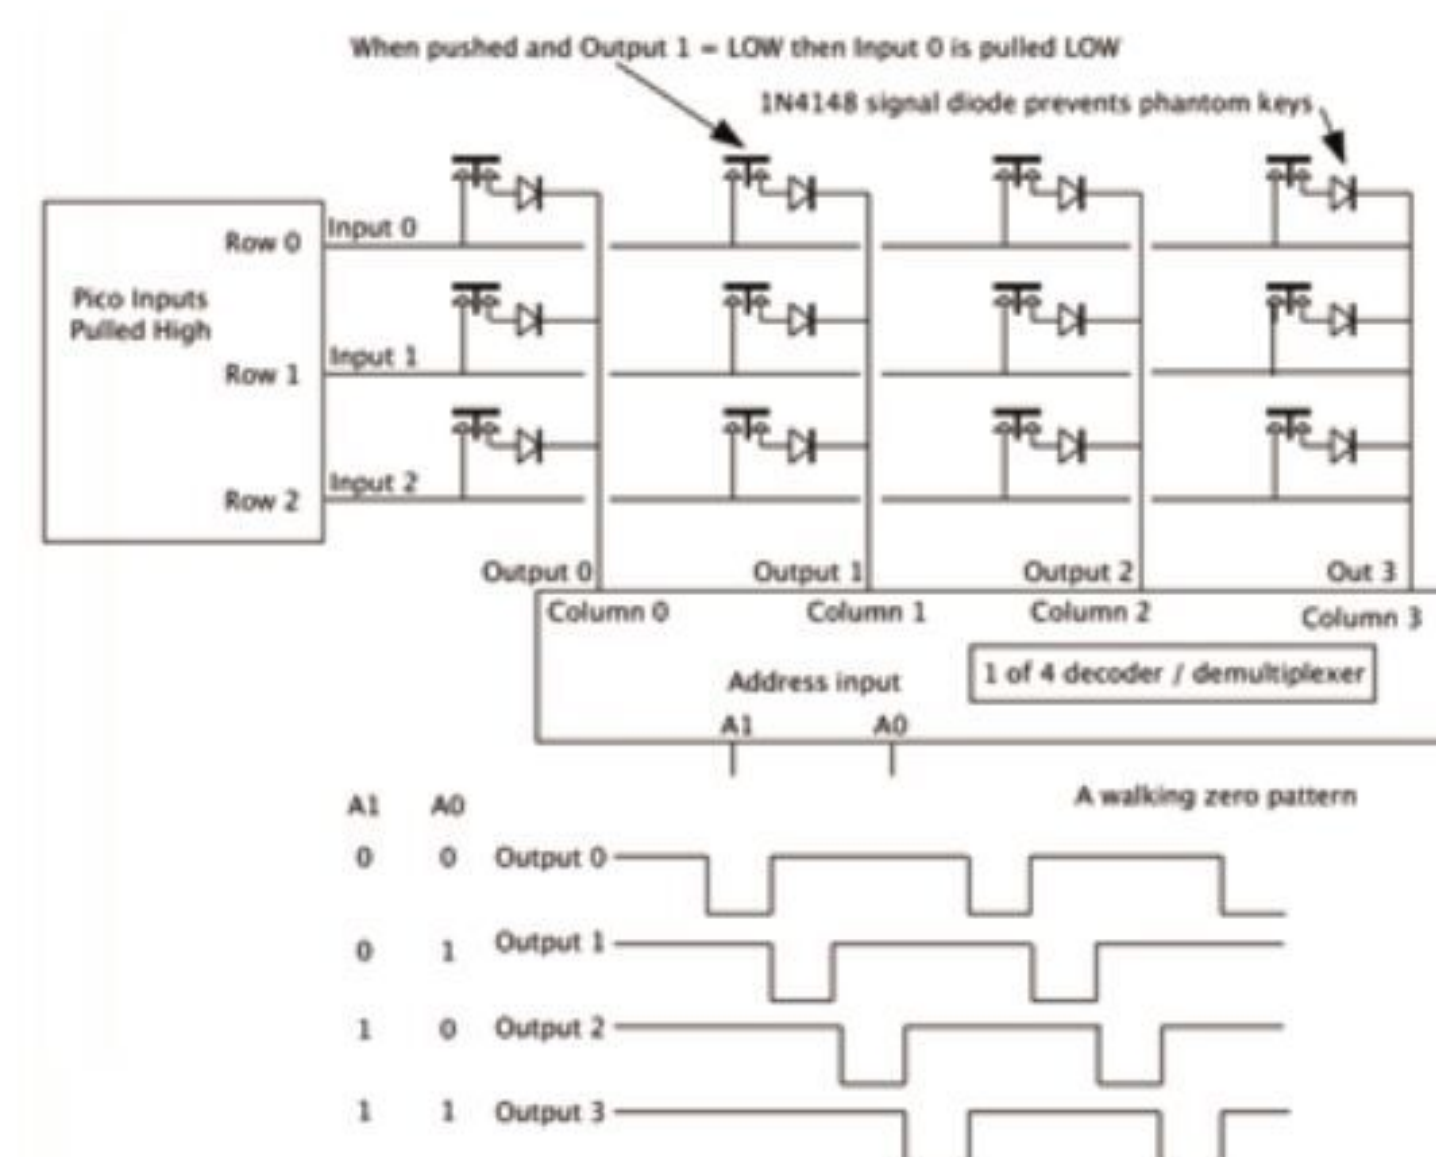 When pushed and Output 1 = LOW then Input 0 is pulled LOW
1N4148 signal diode prevents phantom keys
Input 0
Row 0
Pico Inputs
Pulled High
Input 1
Row 1
Input 2
Row 2
Output 0 Output 1 Output 2 Out 3
Column 0 Column 1 Column 2 Column 3
1 of 4 decoder / demultiplexer
Address input
A1 A0
A walking zero pattern
A1 A0
0 0 Output 0
0 1 Output 1
1 0 Output 2
1 1 Output 3